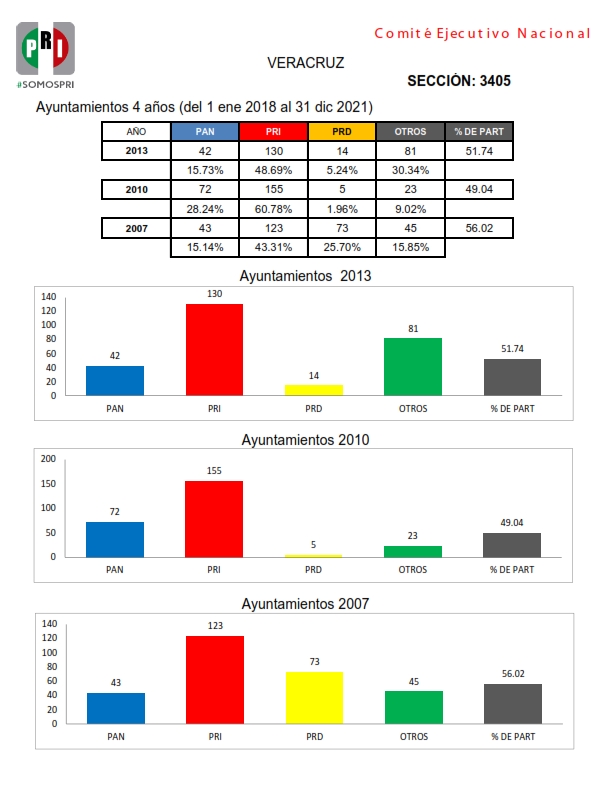 Comité Ejecutivo Nacional
PRI
#SOMOSPRI
VERACRUZ
SECCIÓN: 3405
Ayuntamientos 4 años (del 1 ene 2018 al 31 dic 2021)
AÑO PAN PRI PRD OTROS % DE PART
2013 42 130 14 81 51.74
15.73% 48.69% 5.24% 30.34%
2010 72 155 5 23 49.04
28.24% 60.78% 1.96% 9.02%
2007 43 123 73 45 56.02
15.14% 43.31% 25.70% 15.85%
Ayuntamientos 2013
140
120
100
80
60
40
20
0
42 130 14 81 51.74
PAN PRI PRD OTROS % DE PART
Ayuntamientos 2010
200
150
100
50
0
72 155 5 23 49.04
PAN PRI PRD OTROS % DE PART
Ayuntamientos 2007
140
120
100
80
60
40
20
0
43 123 73 45 56.02
PAN PRI PRD OTROS % DE PART